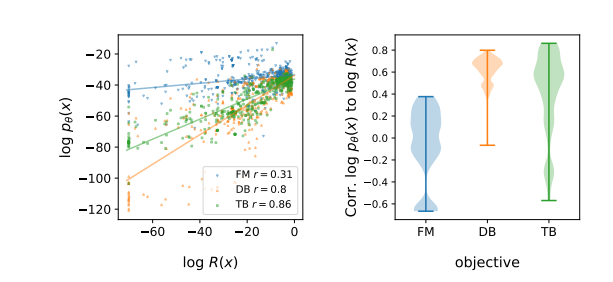 log pθ(x)
−20
−40
−60
−80
−100
−120
FM r = 0.31
DB r = 0.8
TB r = 0.86
−60
−40
−20
0
log R(x)
Corr. log pθ(x) to log R(x)
0.8
0.6
0.4
0.2
0.0
−0.2
−0.4
−0.6
FM
DB
TB
objective